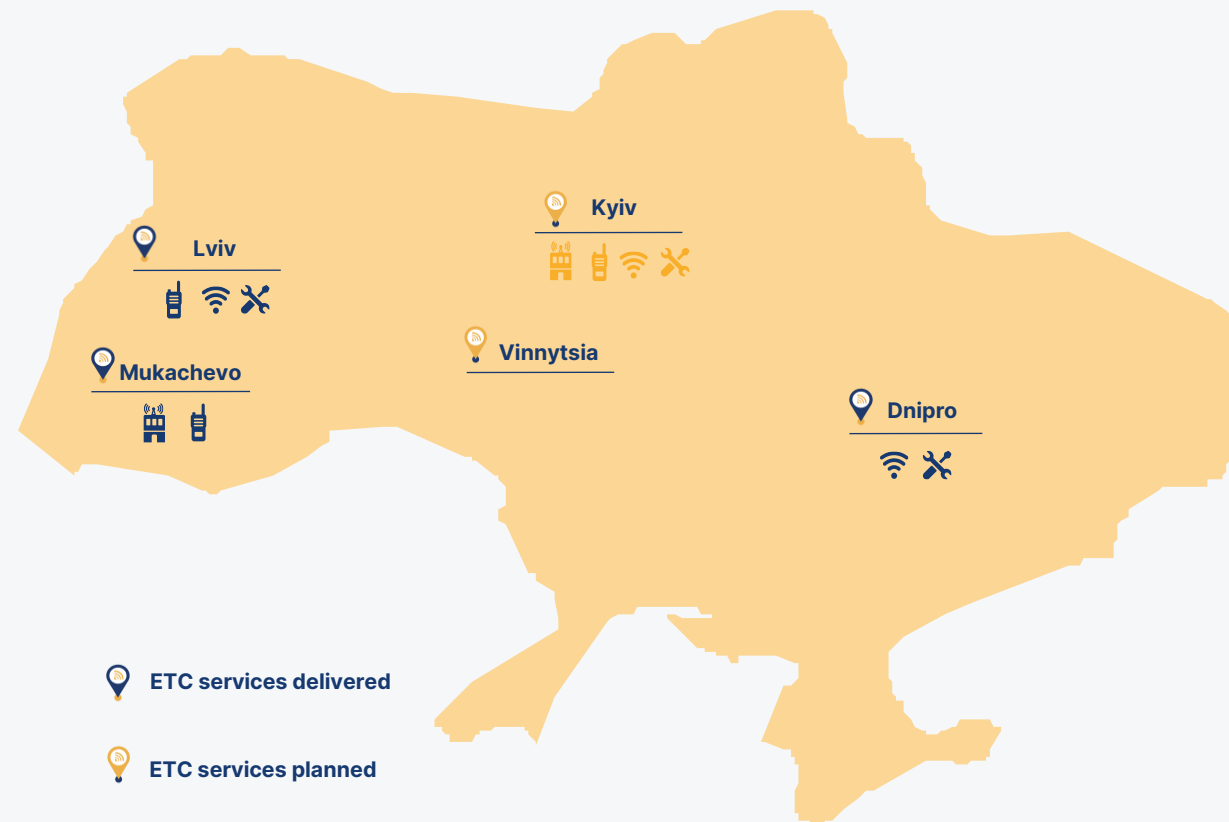 Kyiv
Lviv
Vinnytsia
Mukachevo
Dnipro
ETC services delivered
ETC services planned